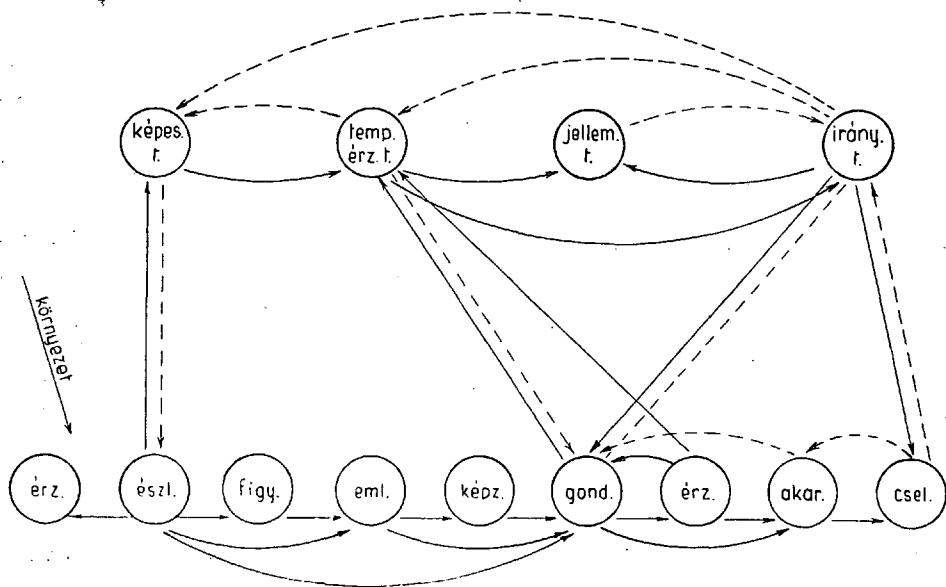 képes.
t.
temp.
érz. t.
jellem.
t.
irány.
t.
környezet
érz.
észl.
figy.
eml.
képz.
gond.
érz.
akar.
csel.